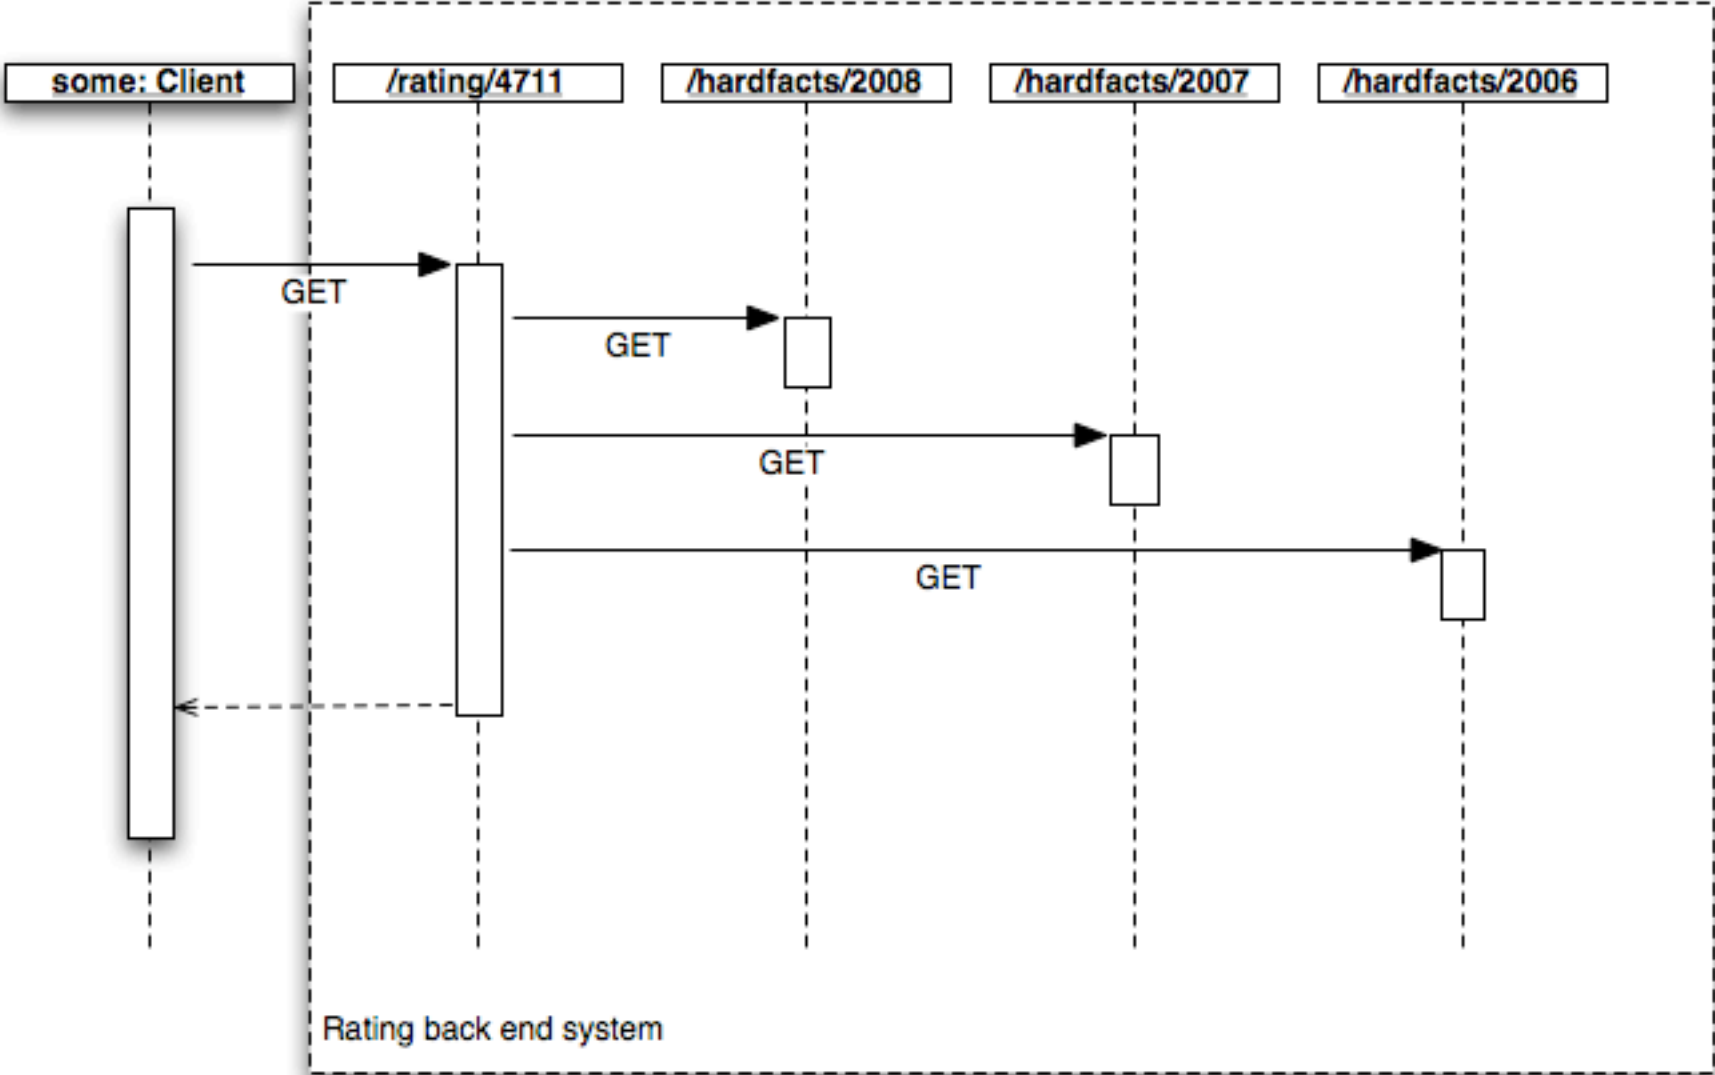 some: Client
/rating/4711
/hardfacts/2008
/hardfacts/2007
/hardfacts/2006
GET
GET
GET
GET
Rating back end system